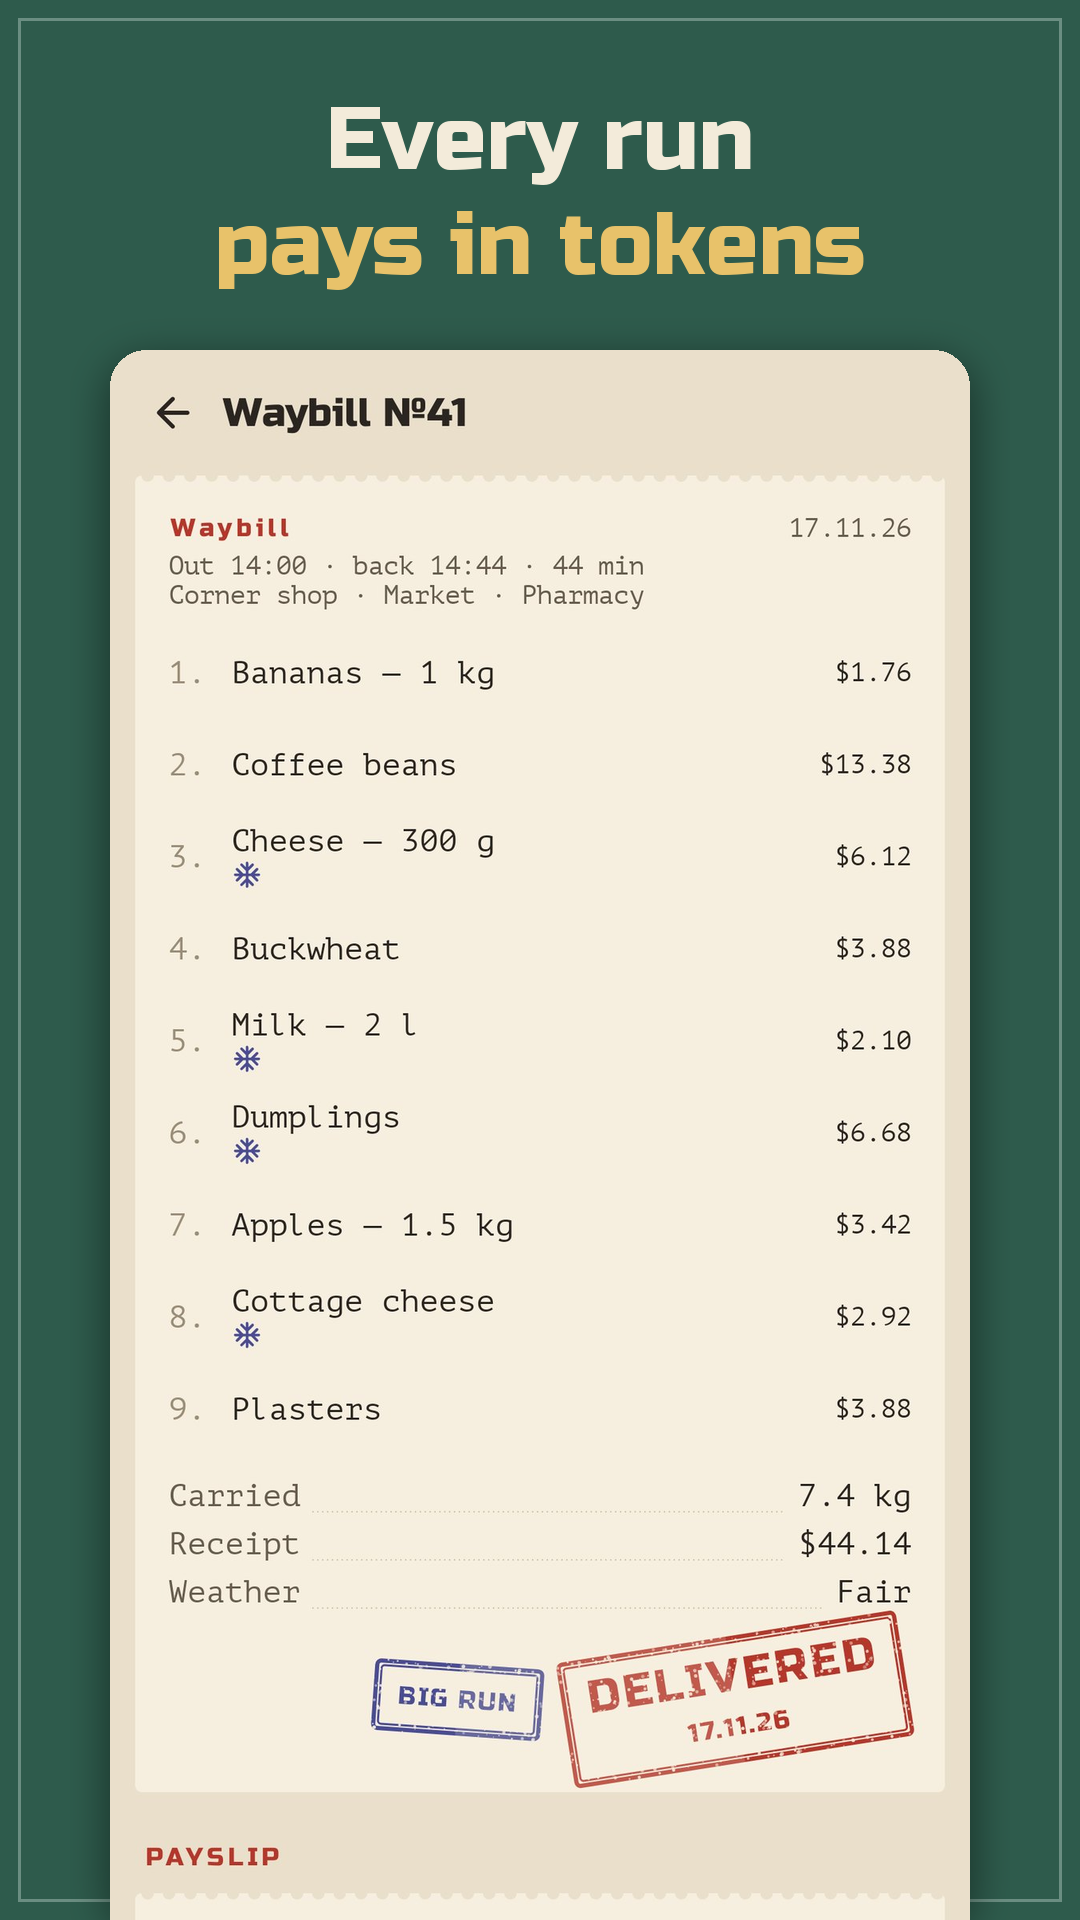 Every run
pays in tokens
Waybill №41
Waybill 17.11.26
Out 14:00 · back 14:44 · 44 min
Corner shop · Market · Pharmacy
1. Bananas — 1 kg $1.76
2. Coffee beans $13.38
3. Cheese — 300 g $6.12
4. Buckwheat $3.88
5. Milk — 2 l $2.10
6. Dumplings $6.68
7. Apples — 1.5 kg $3.42
8. Cottage cheese $2.92
9. Plasters $3.88
Carried 7.4 kg
Receipt $44.14
Weather Fair
BIG RUN
DELIVERED
17.11.26
PAYSLIP